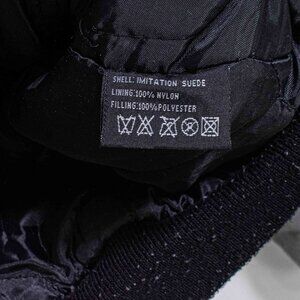 SHELL: IMITATION SUEDE
LINING:100% NYLON
FILLING:100%POLYESTER